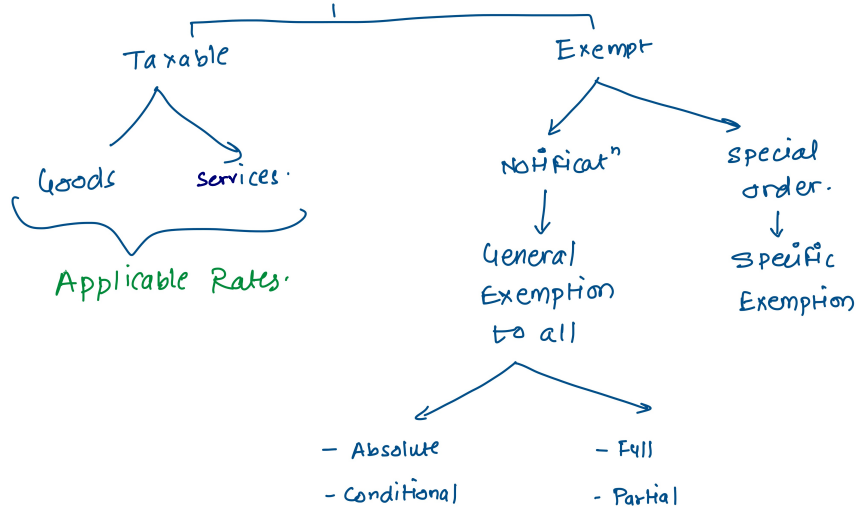 Taxable
Exempt
Goods
Services.
Notificatⁿ
Special
order.
Applicable Rates.
General
Exemption
to all
Specific
Exemption
- Absolute
- Conditional
- Full
- Partial